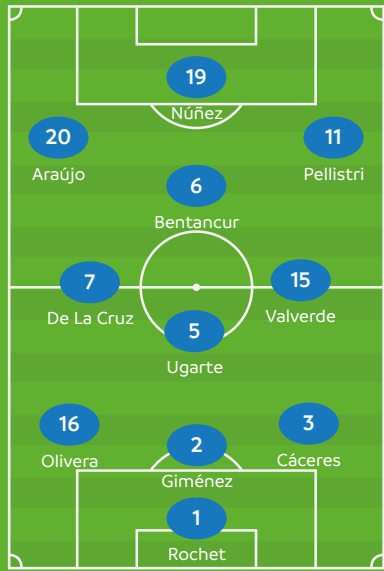 19
Núñez
20
Araújo
11
Pellistri
6
Bentancur
7
De La Cruz
15
Valverde
5
Ugarte
16
Olivera
2
Giménez
3
Cáceres
1
Rochet